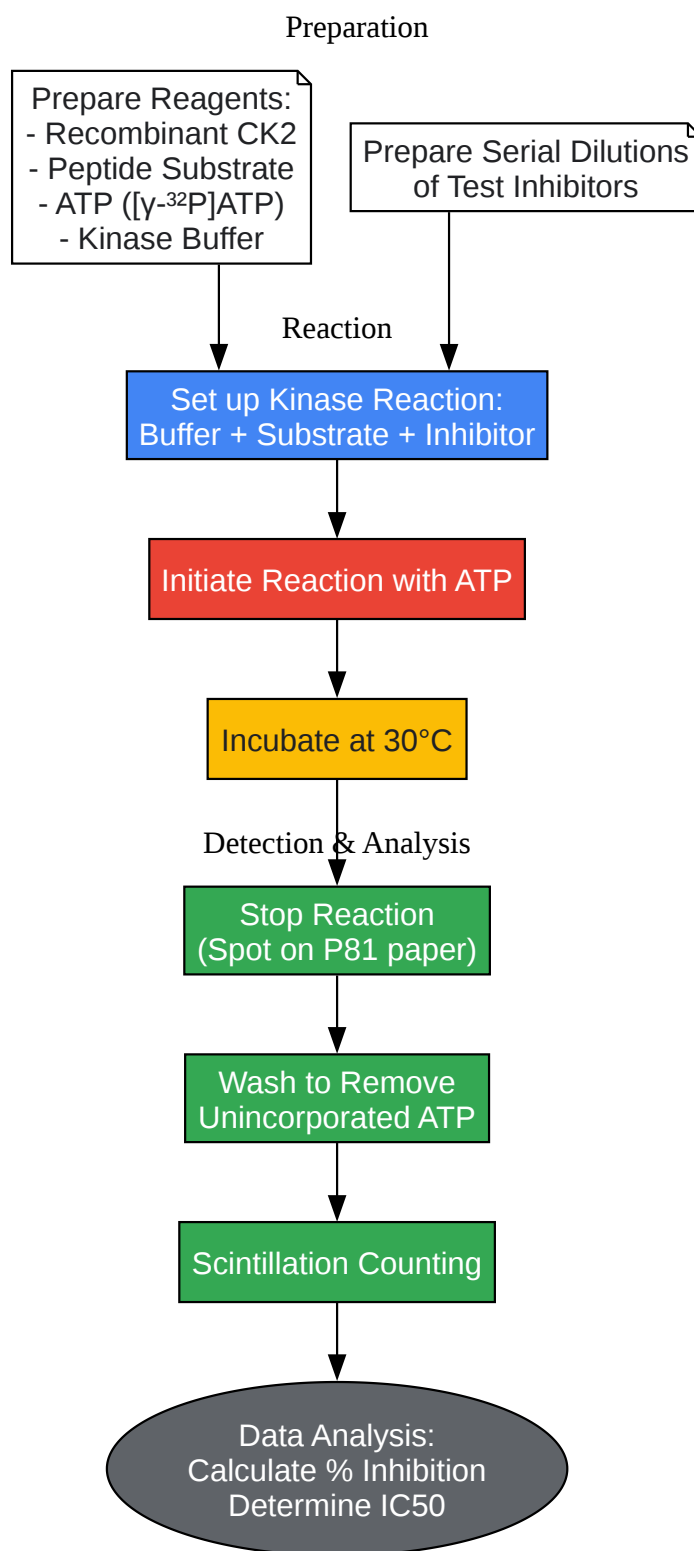 Preparation
Prepare Reagents:
- Recombinant CK2
- Peptide Substrate
- ATP ([γ-³²P]ATP)
- Kinase Buffer
Prepare Serial Dilutions
of Test Inhibitors
Reaction
Set up Kinase Reaction:
Buffer + Substrate + Inhibitor
Initiate Reaction with ATP
Incubate at 30°C
Detection & Analysis
Stop Reaction
(Spot on P81 paper)
Wash to Remove
Unincorporated ATP
Scintillation Counting
Data Analysis:
Calculate % Inhibition
Determine IC50